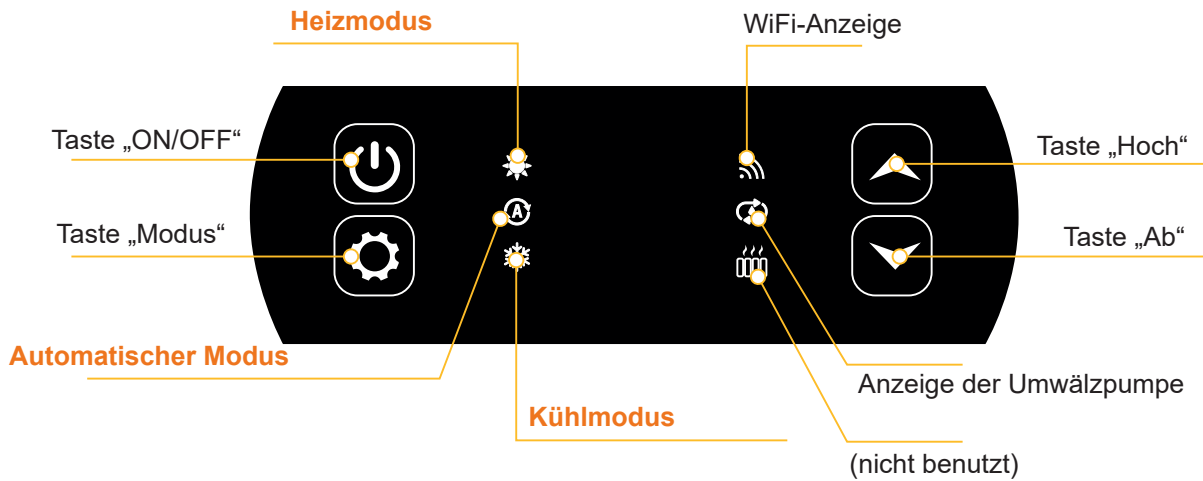 Heizmodus
WiFi-Anzeige
Taste „ON/OFF“
Taste „Hoch“
A
Taste „Modus“
Taste „Ab“
Automatischer Modus
Anzeige der Umwälzpumpe
Kühlmodus
(nicht benutzt)